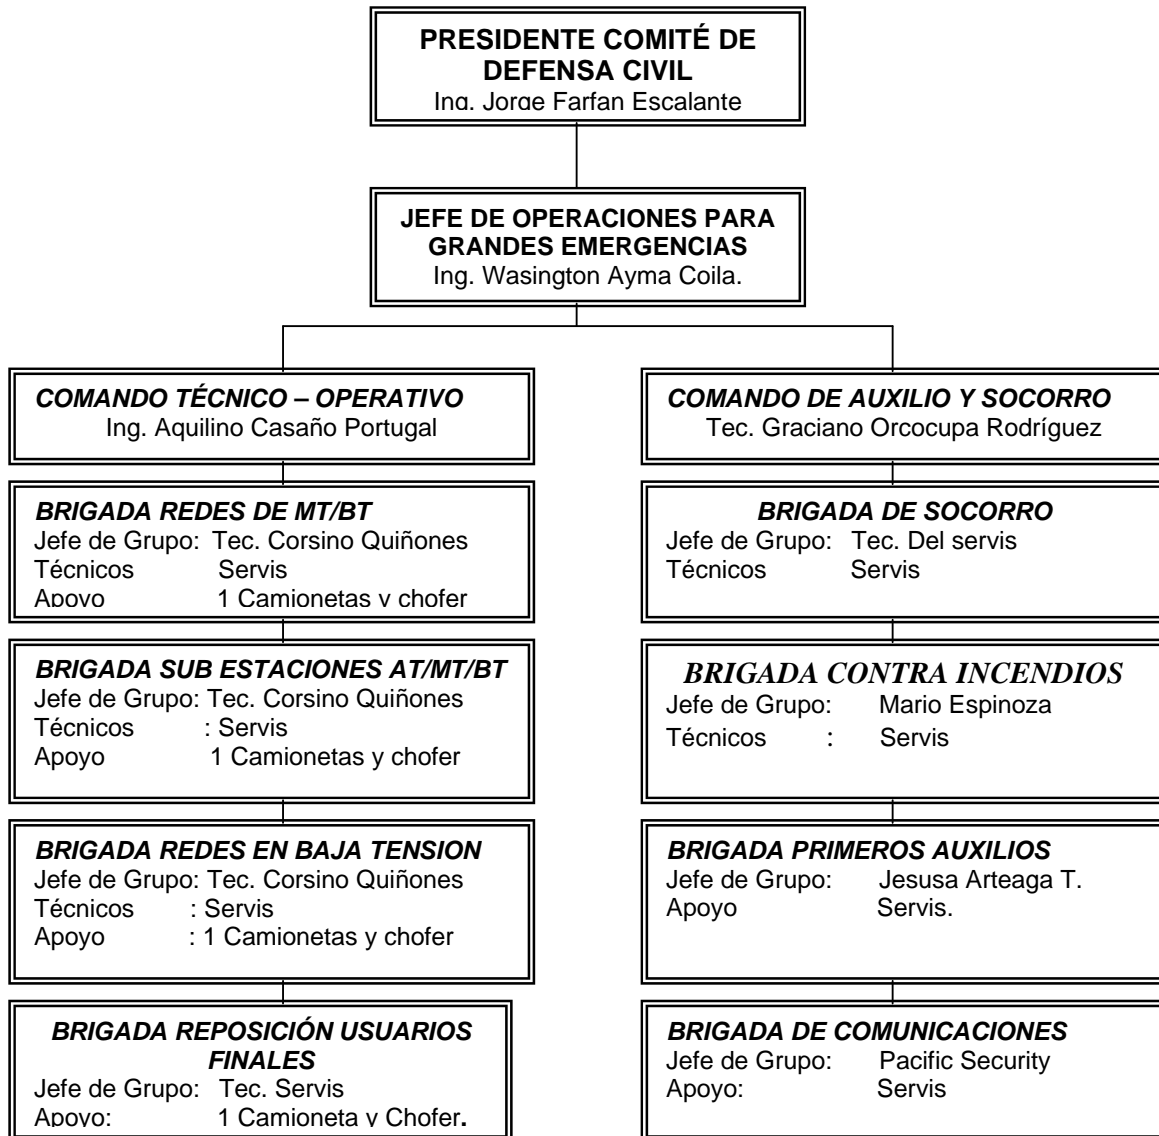 PRESIDENTE COMITÉ DE
DEFENSA CIVIL
Ing. Jorge Farfan Escalante
JEFE DE OPERACIONES PARA
GRANDES EMERGENCIAS
Ing. Wasington Ayma Coila.
COMANDO TÉCNICO – OPERATIVO
Ing. Aquilino Casaño Portugal
BRIGADA REDES DE MT/BT
Jefe de Grupo: Tec. Corsino Quiñones
Técnicos Servis
Apoyo 1 Camionetas y chofer
BRIGADA SUB ESTACIONES AT/MT/BT
Jefe de Grupo: Tec. Corsino Quiñones
Técnicos : Servis
Apoyo 1 Camionetas y chofer
BRIGADA REDES EN BAJA TENSION
Jefe de Grupo: Tec. Corsino Quiñones
Técnicos : Servis
Apoyo : 1 Camionetas y chofer
BRIGADA REPOSICIÓN USUARIOS
FINALES
Jefe de Grupo: Tec. Servis
Apoyo: 1 Camioneta y Chofer.
COMANDO DE AUXILIO Y SOCORRO
Tec. Graciano Orcocupa Rodríguez
BRIGADA DE SOCORRO
Jefe de Grupo: Tec. Del servis
Técnicos Servis
BRIGADA CONTRA INCENDIOS
Jefe de Grupo: Mario Espinoza
Técnicos : Servis
BRIGADA PRIMEROS AUXILIOS
Jefe de Grupo: Jesusa Arteaga T.
Apoyo Servis.
BRIGADA DE COMUNICACIONES
Jefe de Grupo: Pacific Security
Apoyo: Servis